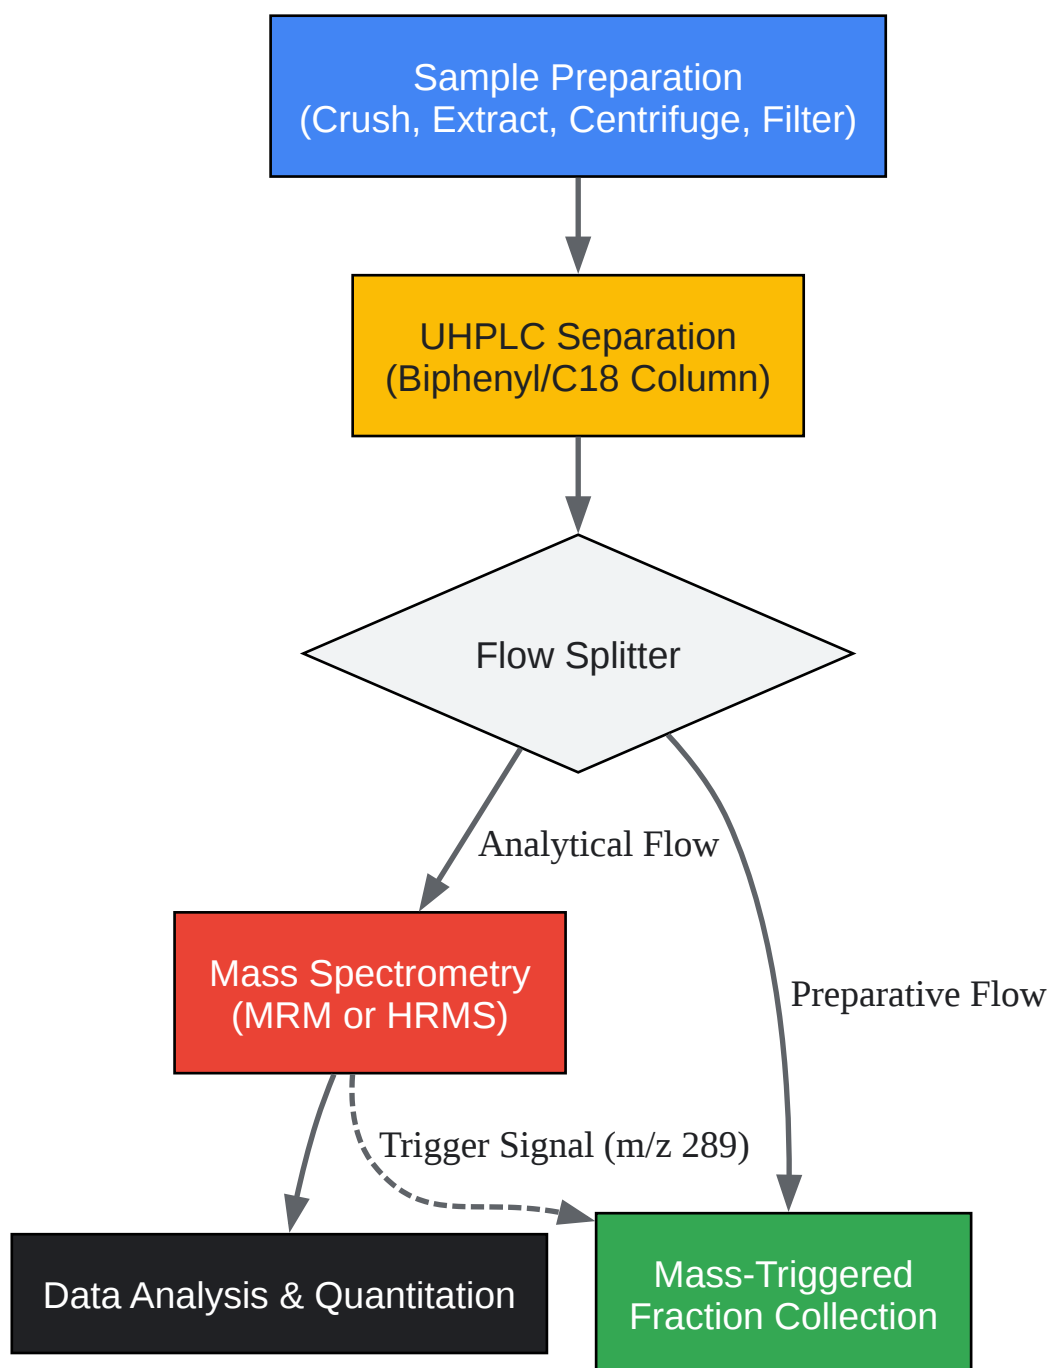 Sample Preparation
(Crush, Extract, Centrifuge, Filter)
UHPLC Separation
(Biphenyl/C18 Column)
Flow Splitter
Analytical Flow
Preparative Flow
Mass Spectrometry
(MRM or HRMS)
Trigger Signal (m/z 289)
Data Analysis & Quantitation
Mass-Triggered
Fraction Collection